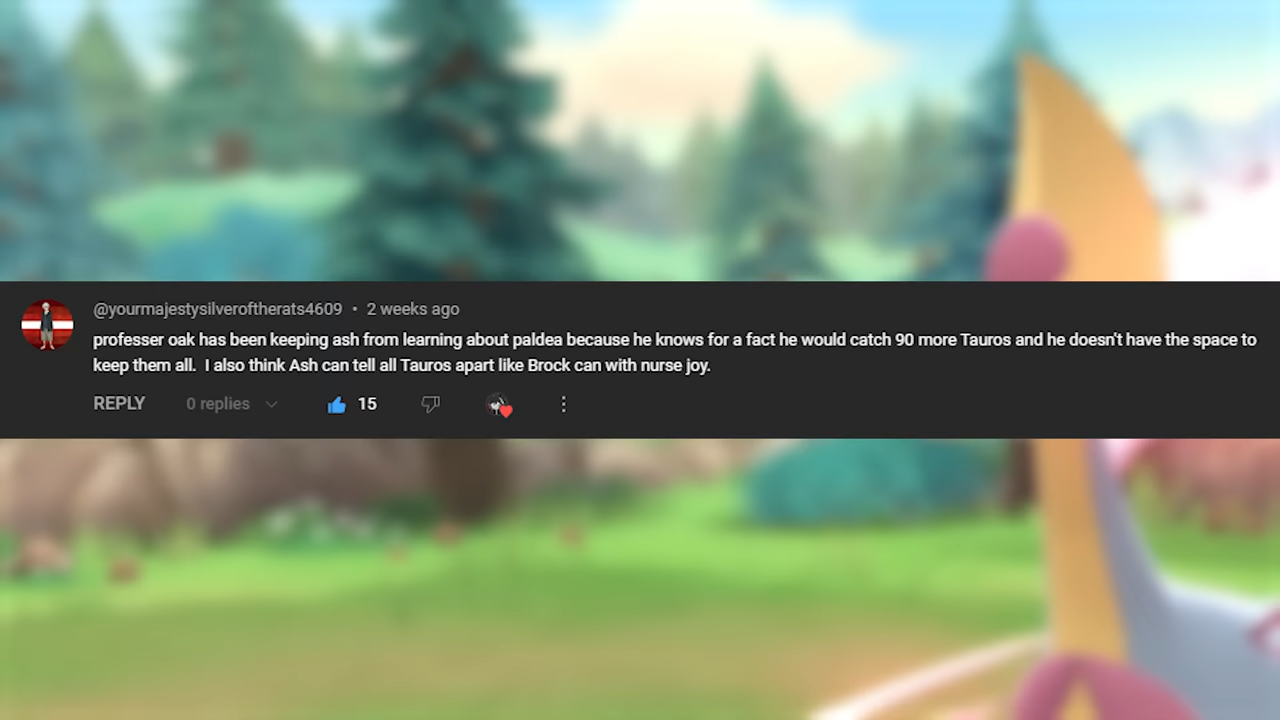 @yourmajestysilveroftherats4609 • 2 weeks ago
professer oak has been keeping ash from learning about paldea because he knows for a fact he would catch 90 more Tauros and he doesn't have the space to
keep them all.  I also think Ash can tell all Tauros apart like Brock can with nurse joy.
REPLY 0 replies 15